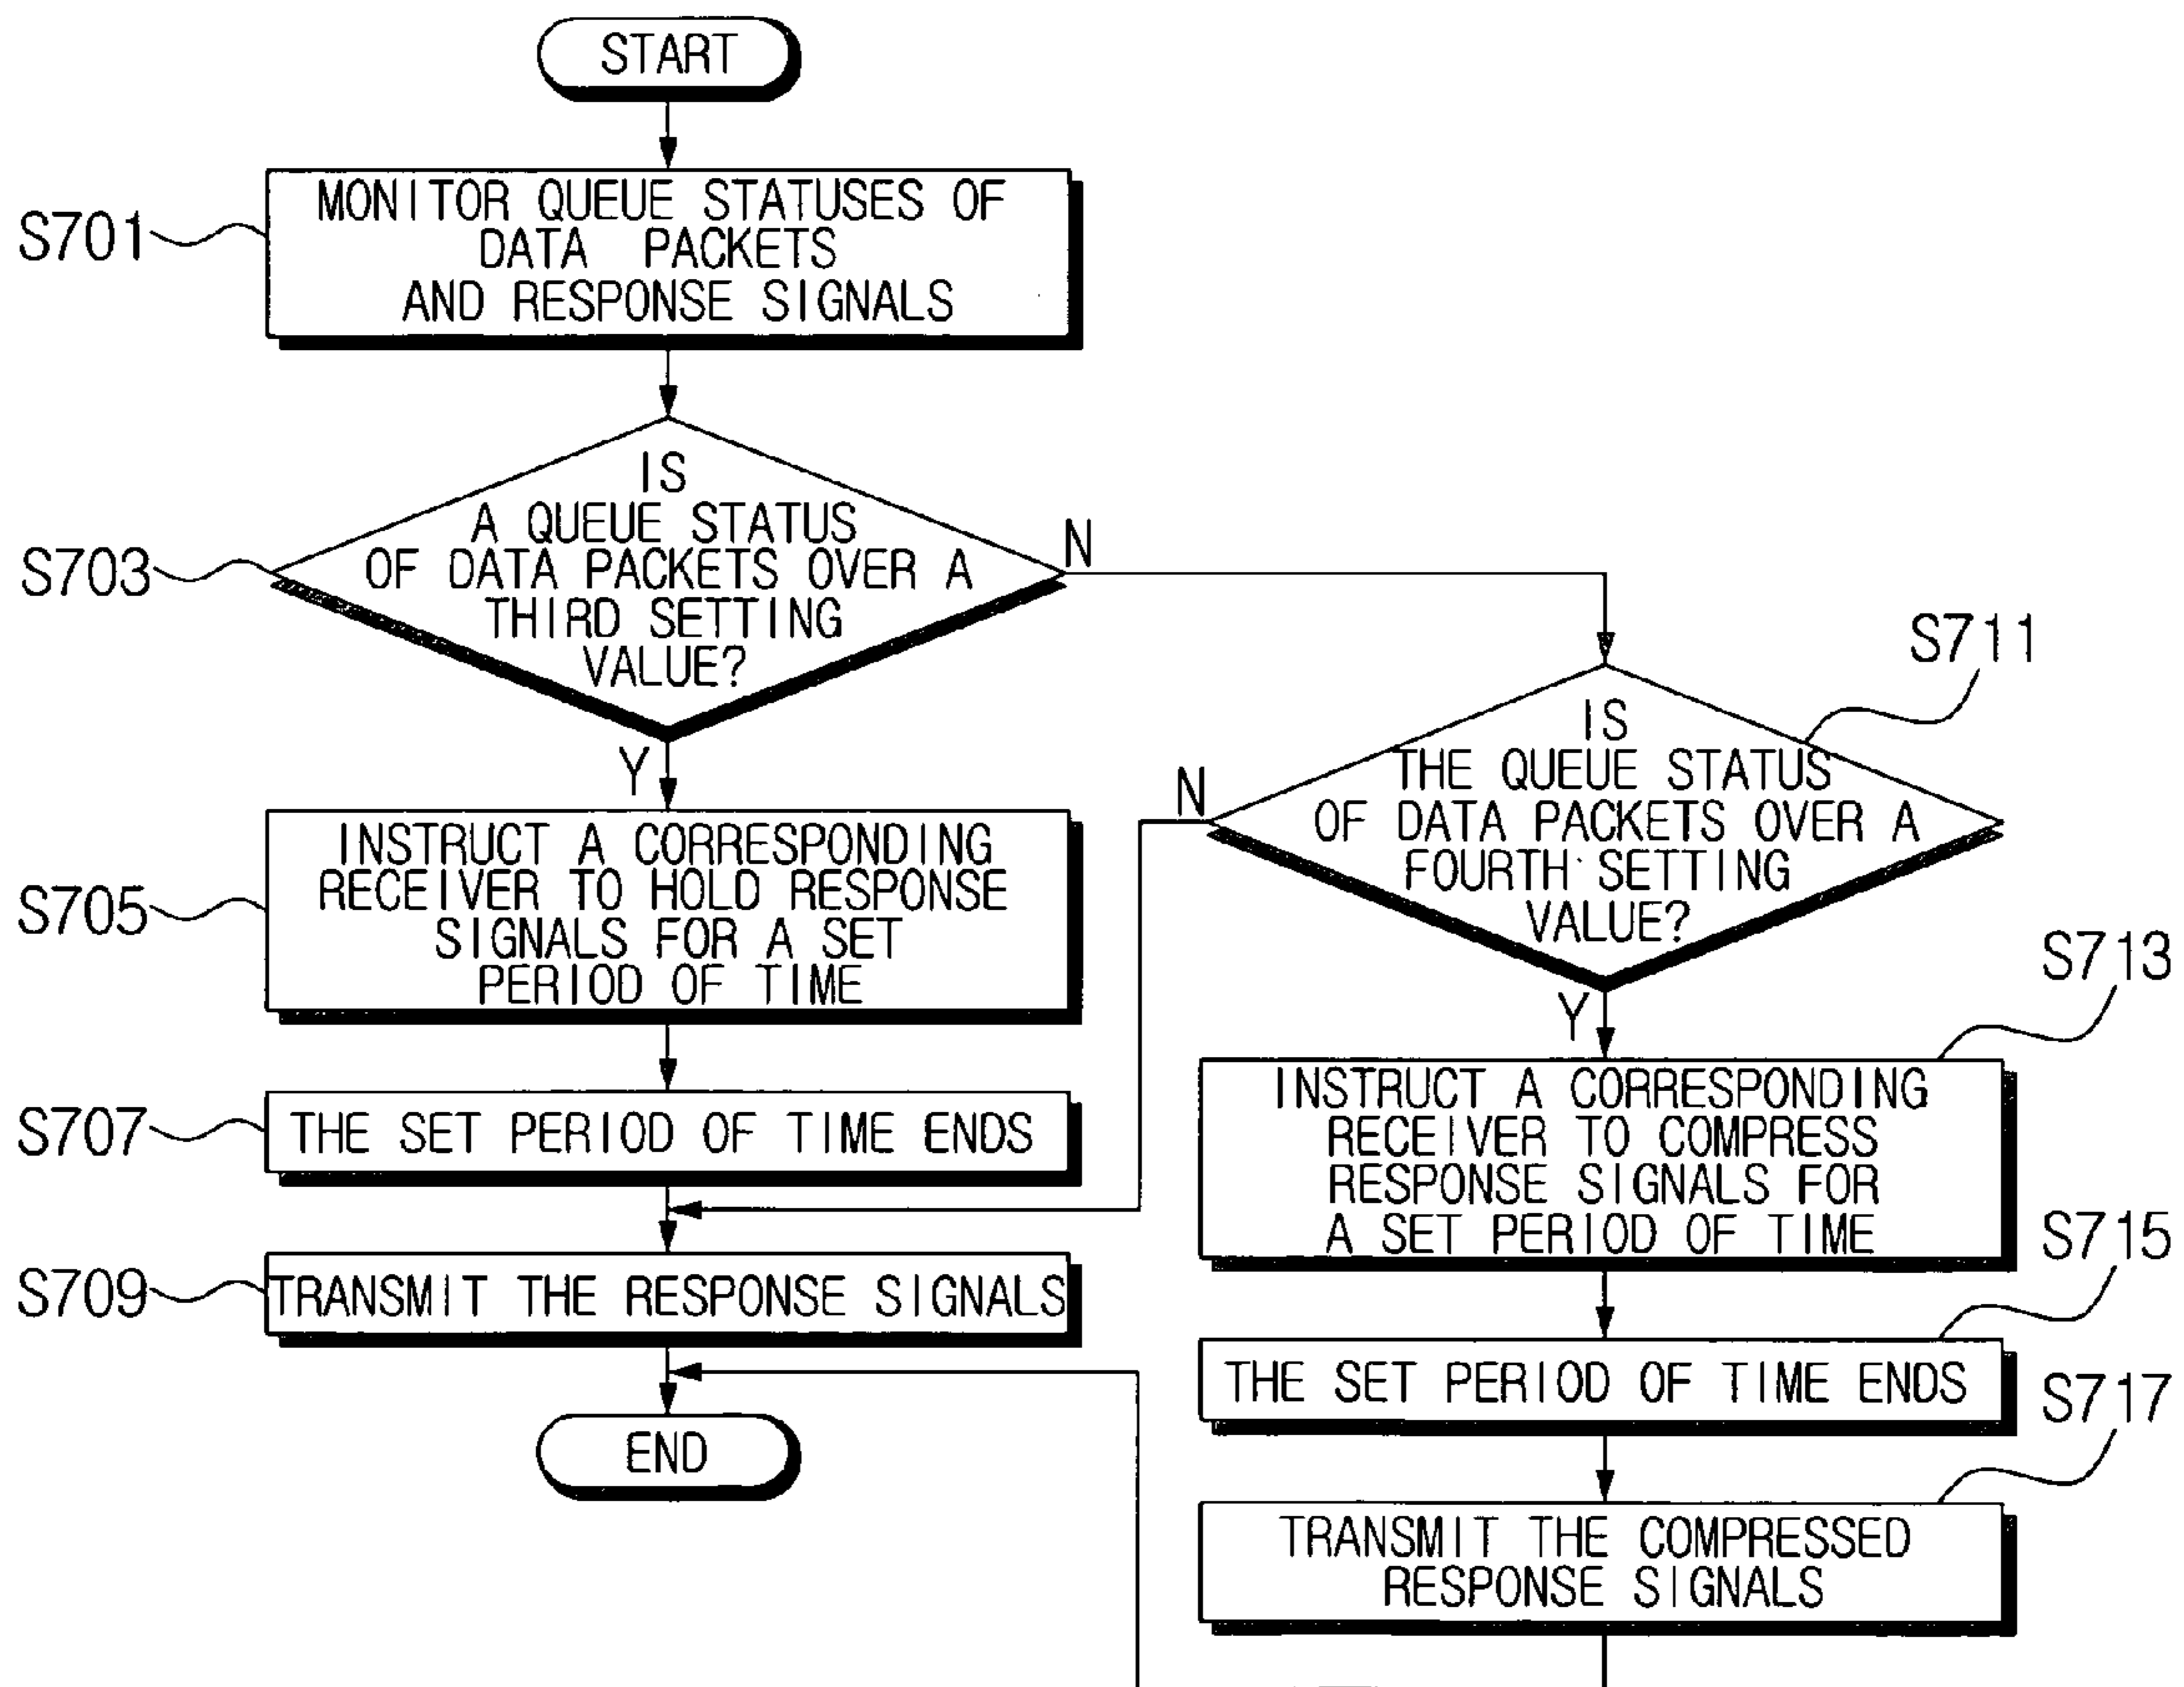 START
S701
MONITOR QUEUE STATUSES OF
DATA PACKETS
AND RESPONSE SIGNALS
S703
IS
A QUEUE STATUS
OF DATA PACKETS OVER A
THIRD SETTING
VALUE?
N
Y
S705
INSTRUCT A CORRESPONDING
RECEIVER TO HOLD RESPONSE
SIGNALS FOR A SET
PERIOD OF TIME
S707
THE SET PERIOD OF TIME ENDS
S709
TRANSMIT THE RESPONSE SIGNALS
END
S711
IS
THE QUEUE STATUS
OF DATA PACKETS OVER A
FOURTH SETTING
VALUE?
N
Y
S713
INSTRUCT A CORRESPONDING
RECEIVER TO COMPRESS
RESPONSE SIGNALS FOR
A SET PERIOD OF TIME
S715
THE SET PERIOD OF TIME ENDS
S717
TRANSMIT THE COMPRESSED
RESPONSE SIGNALS